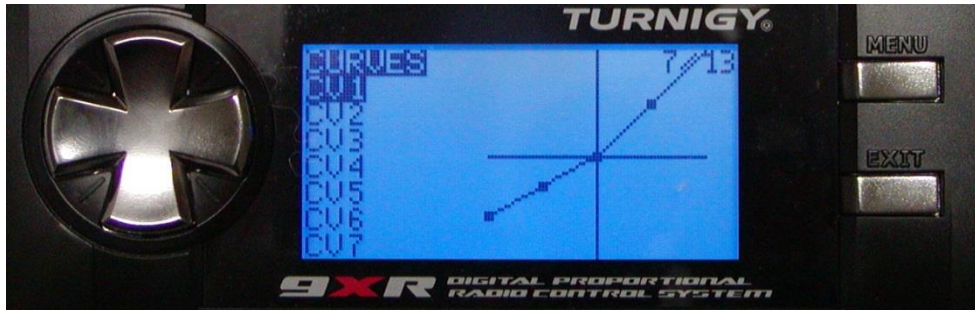 TURNIGY®
MENU
CURVES 7/13
CV1
CV2
CV3
CV4
CV5
CV6
CV7
EXIT
9XR DIGITAL PROPORTIONAL
RADIO CONTROL SYSTEM